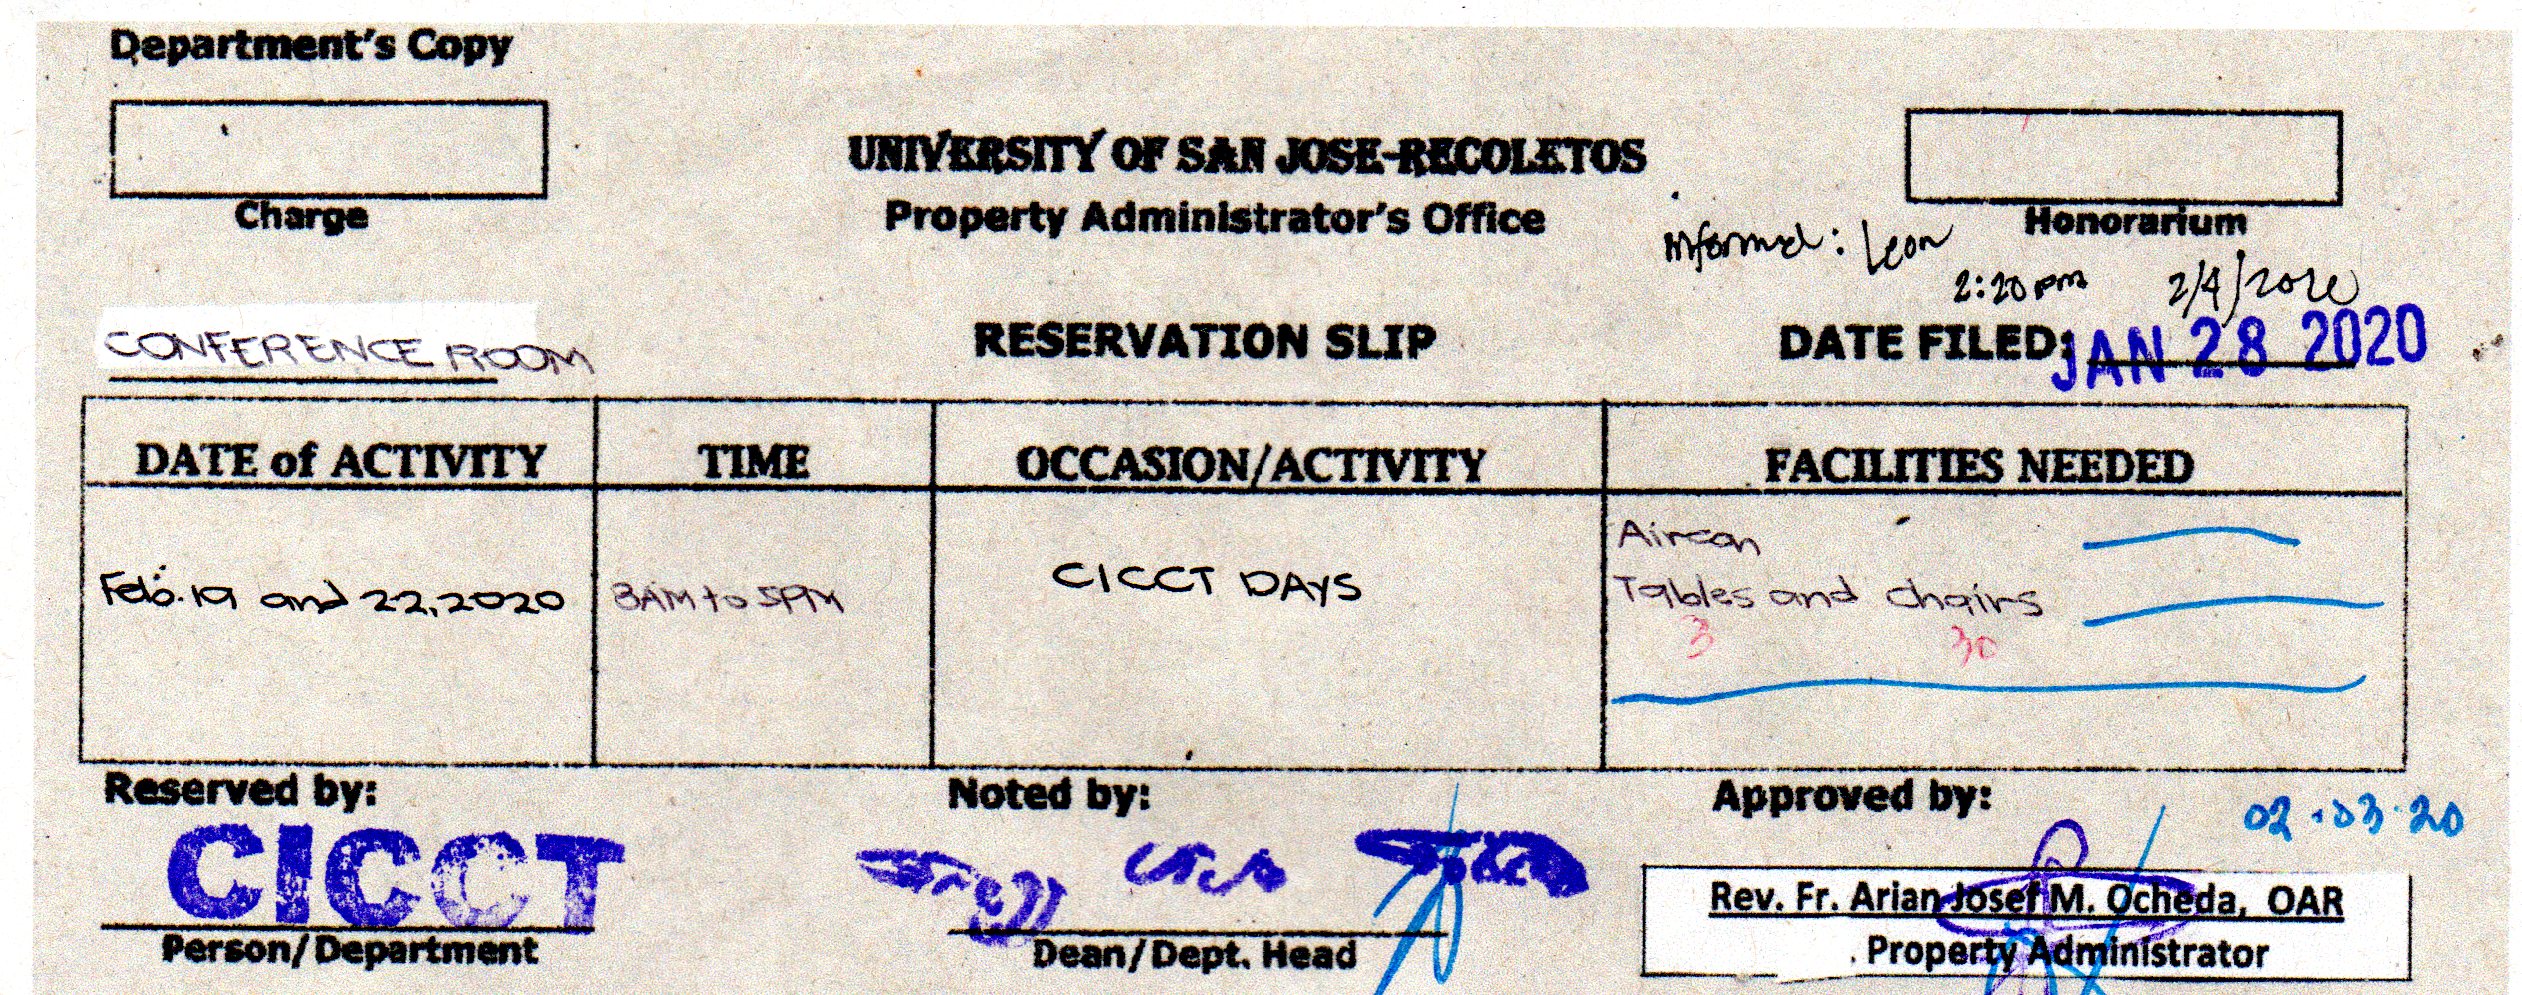 Department's Copy
Charge
UNIVERSITY OF SAN JOSE-RECOLETOS
Property Administrator's Office
Honorarium
Informed: Leon
2:20 pm 2/4/2020
CONFERENCE ROOM
RESERVATION SLIP
DATE FILED: JAN 28 2020
DATE of ACTIVITY TIME OCCASION/ACTIVITY FACILITIES NEEDED
Feb. 19 and 22, 2020 8AM to 5PM CICCT DAYS
Aircon
Tables and chairs
3 30
Reserved by: Noted by: Approved by:
02.03.20
CICCT
Rev. Fr. Arian Josef M. Ocheda, OAR
Person/Department Dean/Dept. Head Property Administrator